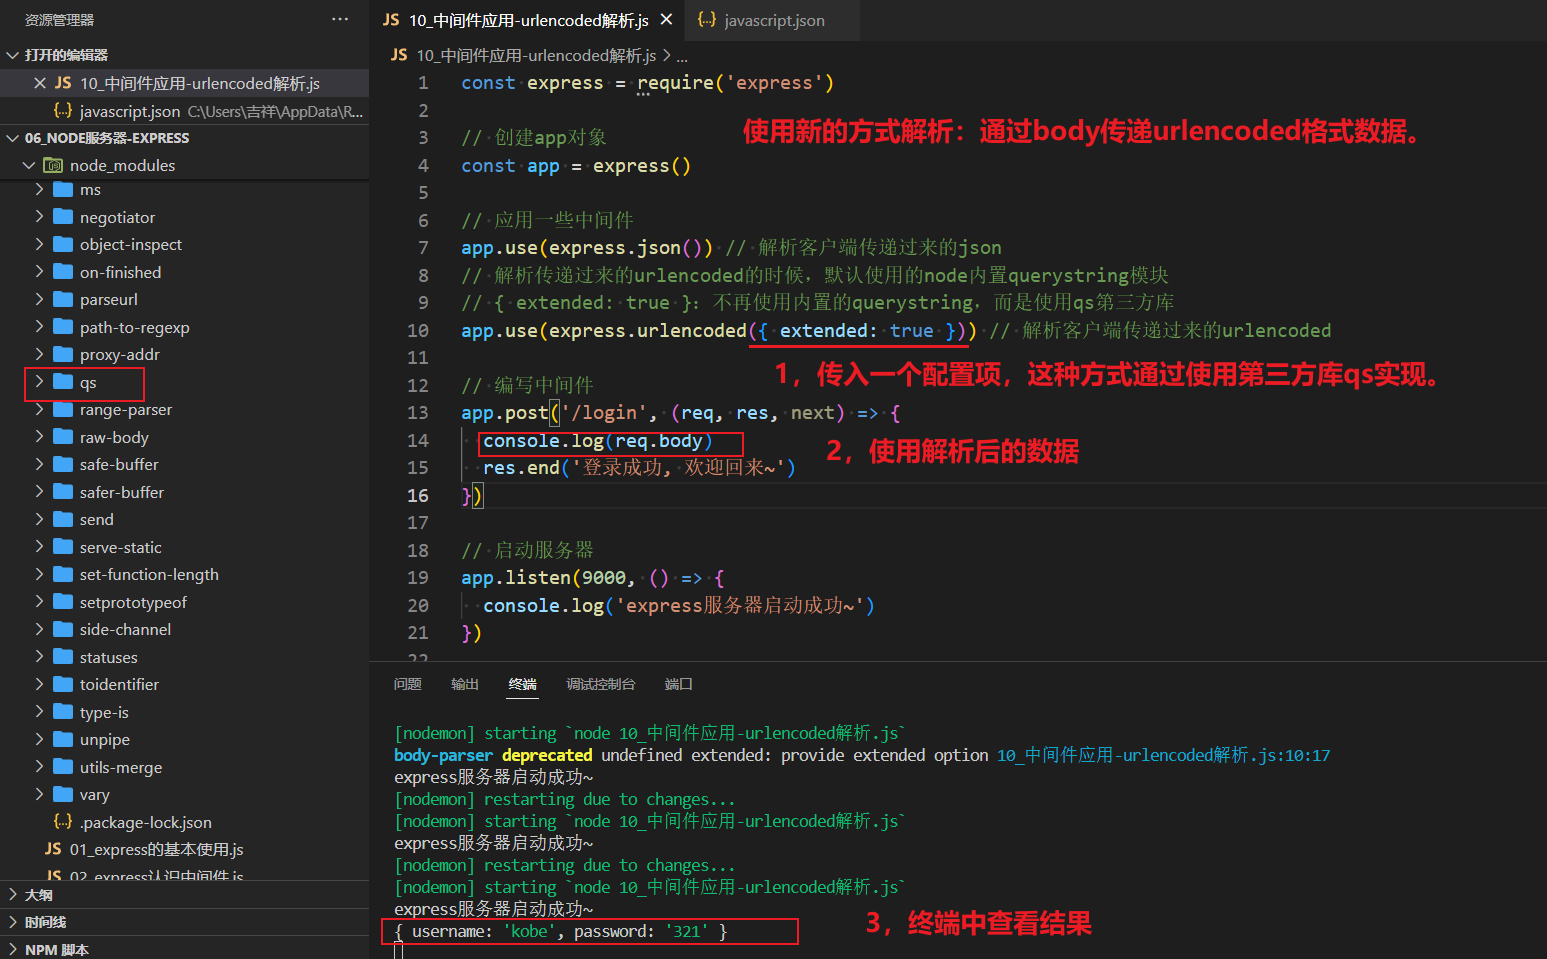 资源管理器
打开的编辑器
10_中间件应用-urlencoded解析.js
javascript.json C:\Users\吉祥\AppData\R...
06_NODE服务器-EXPRESS
node_modules
ms
negotiator
object-inspect
on-finished
parseurl
path-to-regexp
proxy-addr
qs
range-parser
raw-body
safe-buffer
safer-buffer
send
serve-static
set-function-length
setprototypeof
side-channel
statuses
toidentifier
type-is
unpipe
utils-merge
vary
.package-lock.json
JS 01_express的基本使用.js
JS 02_express认识中间件.js
大纲
时间线
NPM 脚本
JS 10_中间件应用-urlencoded解析.js
{..} javascript.json
JS 10_中间件应用-urlencoded解析.js > ...
1 const express = require('express')
2
3 // 创建app对象
使用新的方式解析：通过body传递urlencoded格式数据。
4 const app = express()
5
6 // 应用一些中间件
7 app.use(express.json()) // 解析客户端传递过来的json
8 // 解析传递过来的urlencoded的时候，默认使用的node内置querystring模块
9 // { extended: true }：不再使用内置的querystring，而是使用qs第三方库
10 app.use(express.urlencoded({ extended: true })) // 解析客户端传递过来的urlencoded
11
1，传入一个配置项，这种方式通过使用第三方库qs实现。
12 // 编写中间件
13 app.post('/login', (req, res, next) => {
14 console.log(req.body)
2，使用解析后的数据
15 res.end('登录成功, 欢迎回来~')
16 })
17
18 // 启动服务器
19 app.listen(9000, () => {
20 console.log('express服务器启动成功~')
21 })
22
问题 输出 终端 调试控制台 端口
[nodemon] starting `node 10_中间件应用-urlencoded解析.js`
body-parser deprecated undefined extended: provide extended option 10_中间件应用-urlencoded解析.js:10:17
express服务器启动成功~
[nodemon] restarting due to changes...
[nodemon] starting `node 10_中间件应用-urlencoded解析.js`
express服务器启动成功~
[nodemon] restarting due to changes...
[nodemon] starting `node 10_中间件应用-urlencoded解析.js`
express服务器启动成功~
{ username: 'kobe', password: '321' }
3，终端中查看结果